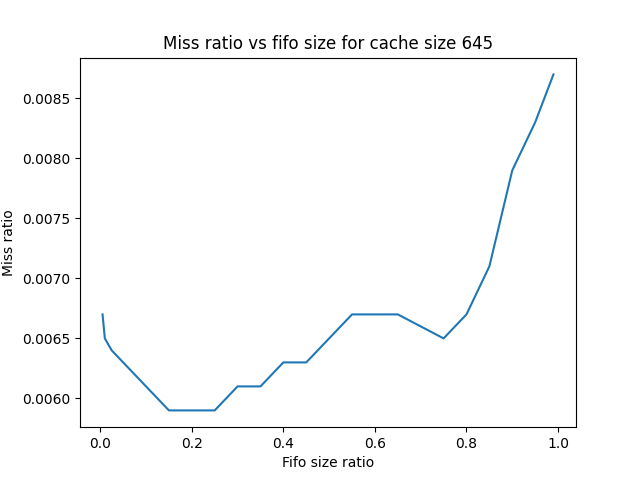 Miss ratio vs fifo size for cache size 645
Miss ratio
0.0085
0.0080
0.0075
0.0070
0.0065
0.0060
0.0 0.2 0.4 0.6 0.8 1.0
Fifo size ratio